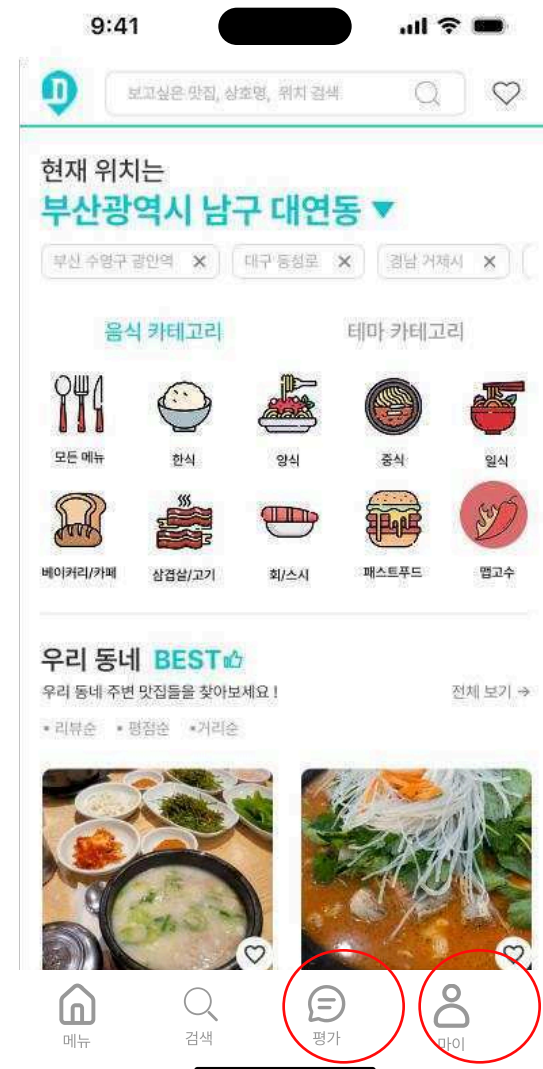 9:41
D
보고싶은 맛집, 상호명, 위치 검색
현재 위치는
부산광역시 남구 대연동 ▼
부산 수영구 광안역 ✕ 대구 동성로 ✕ 경남 거제시 ✕
음식 카테고리 테마 카테고리
모든 메뉴 한식 양식 중식 일식
베이커리/카페 삼겹살/고기 회/스시 패스트푸드 맵고수
우리 동네 BEST
우리 동네 주변 맛집들을 찾아보세요 ! 전체 보기 →
• 리뷰순 • 평점순 •거리순
메뉴 검색 평가 마이